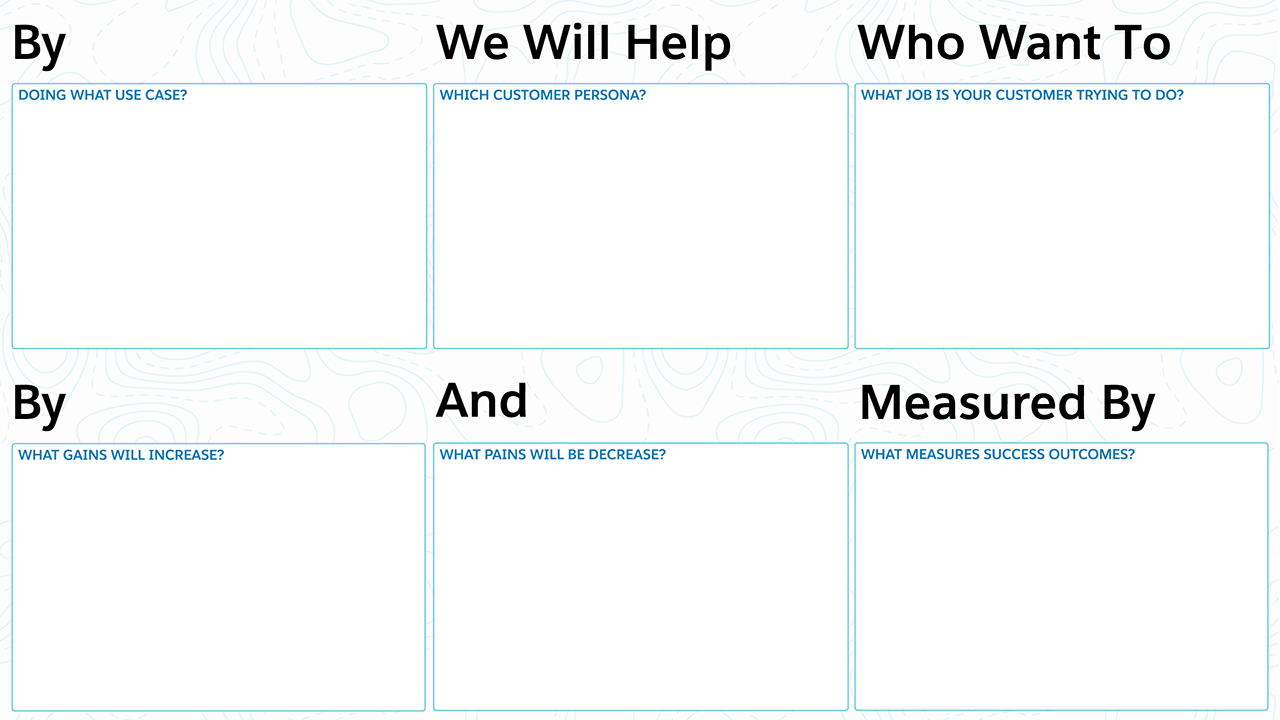 By
We Will Help
Who Want To
DOING WHAT USE CASE?
WHICH CUSTOMER PERSONA?
WHAT JOB IS YOUR CUSTOMER TRYING TO DO?
By
And
Measured By
WHAT GAINS WILL INCREASE?
WHAT PAINS WILL BE DECREASE?
WHAT MEASURES SUCCESS OUTCOMES?